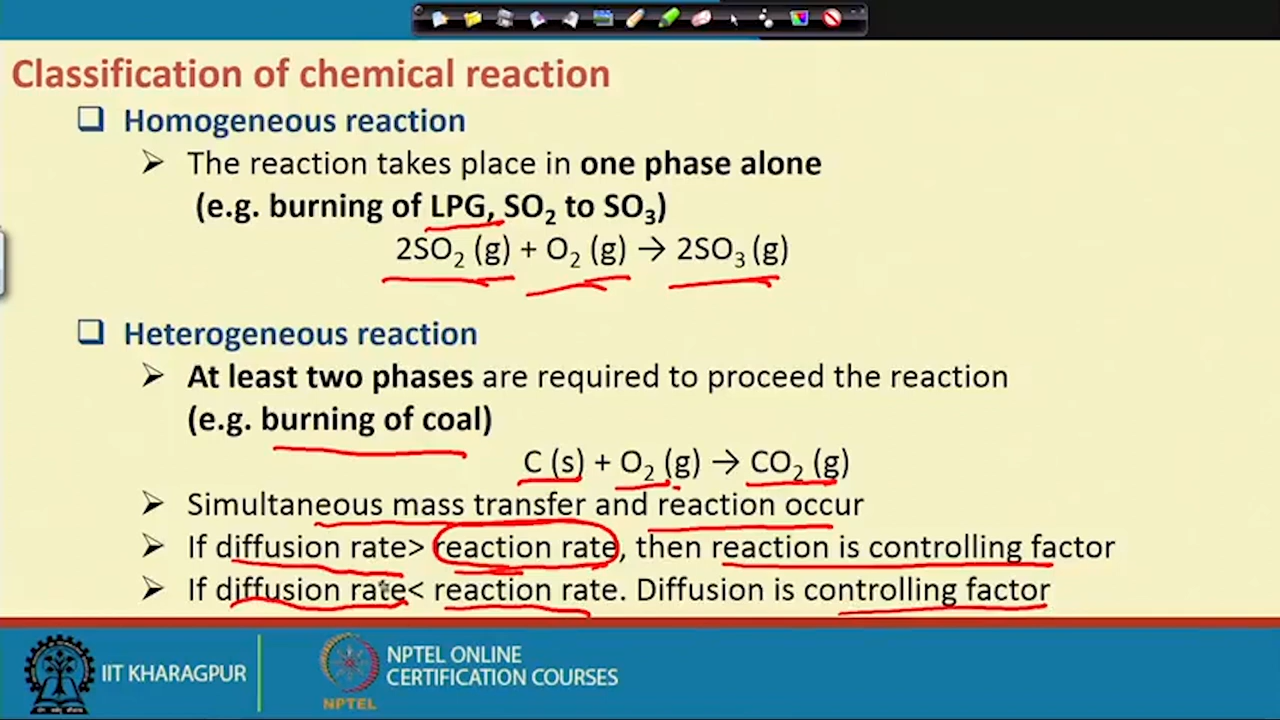 Classification of chemical reaction
❑ Homogeneous reaction
➢ The reaction takes place in one phase alone
(e.g. burning of LPG, SO₂ to SO₃)
2SO₂ (g) + O₂ (g) → 2SO₃ (g)
❑ Heterogeneous reaction
➢ At least two phases are required to proceed the reaction
(e.g. burning of coal)
C (s) + O₂ (g) → CO₂ (g)
➢ Simultaneous mass transfer and reaction occur
➢ If diffusion rate> reaction rate, then reaction is controlling factor
➢ If diffusion rate< reaction rate. Diffusion is controlling factor
IIT KHARAGPUR
NPTEL ONLINE
CERTIFICATION COURSES
NPTEL